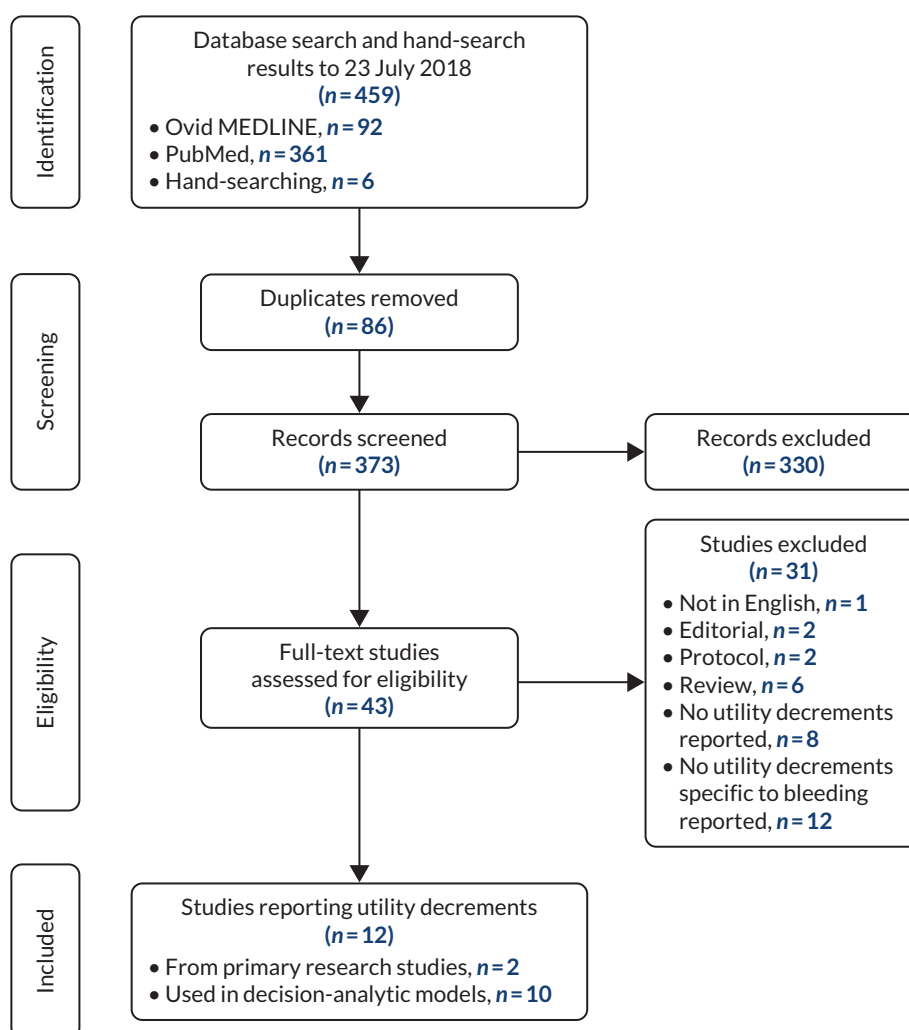 Identification
Database search and hand-search
results to 23 July 2018
(n = 459)
• Ovid MEDLINE, n = 92
• PubMed, n = 361
• Hand-searching, n = 6
Screening
Duplicates removed
(n = 86)
Records screened
(n = 373)
Records excluded
(n = 330)
Eligibility
Full-text studies
assessed for eligibility
(n = 43)
Studies excluded
(n = 31)
• Not in English, n = 1
• Editorial, n = 2
• Protocol, n = 2
• Review, n = 6
• No utility decrements
reported, n = 8
• No utility decrements
specific to bleeding
reported, n = 12
Included
Studies reporting utility decrements
(n = 12)
• From primary research studies, n = 2
• Used in decision-analytic models, n = 10